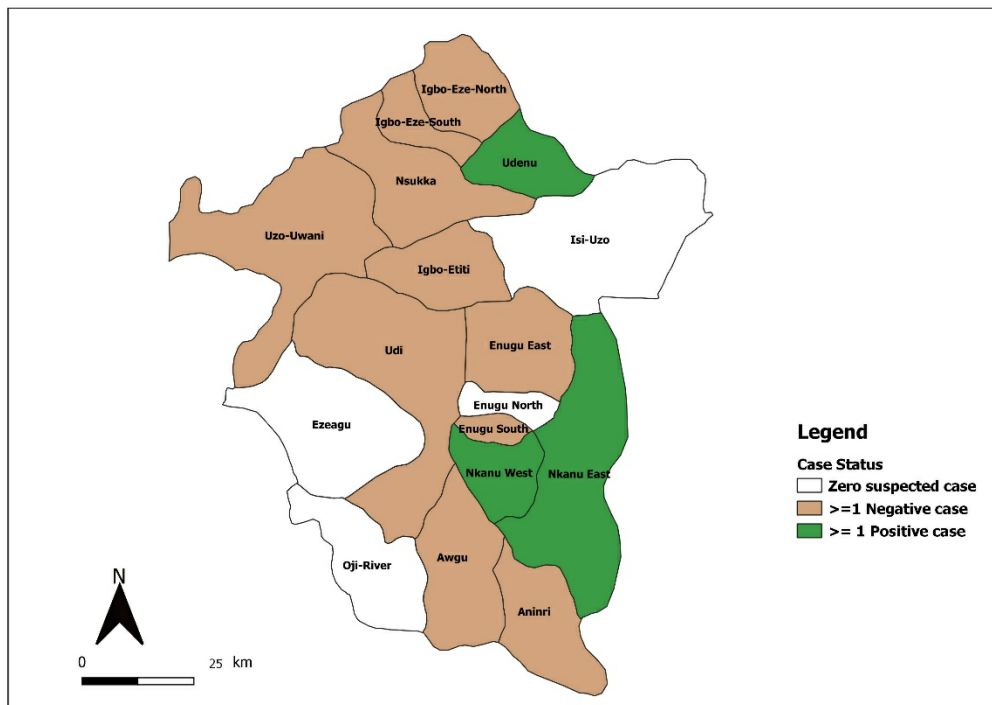 Igbo-Eze-North
Igbo-Eze-South
Udenu
Nsukka
Uzo-Uwani
Isi-Uzo
Igbo-Etiti
Enugu East
Udi
Enugu North
Ezeagu
Enugu South
Nkanu West
Nkanu East
Oji-River
Awgu
Aninri
Legend
Case Status
Zero suspected case
>=1 Negative case
>= 1 Positive case
N
0 25 km